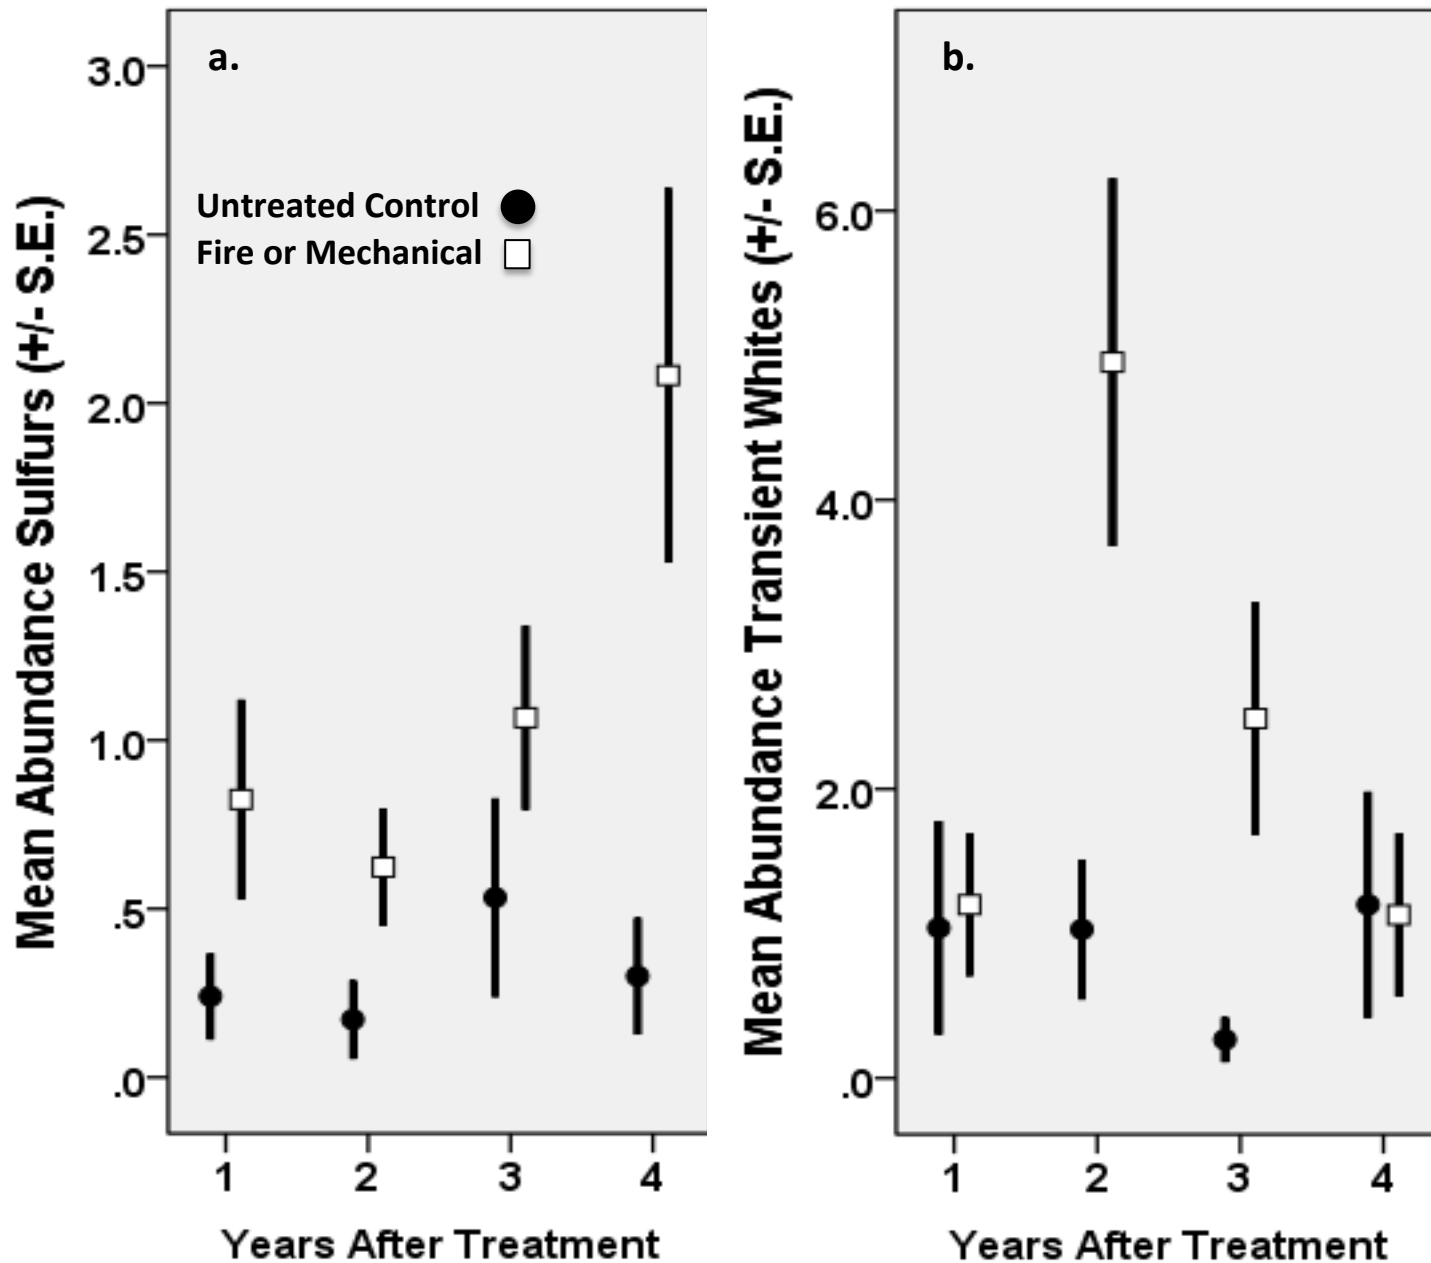 a.
Mean Abundance Sulfurs (+/- S.E.)
3.0
2.5
2.0
1.5
1.0
.5
.0
Untreated Control
Fire or Mechanical
1 2 3 4
Years After Treatment
b.
Mean Abundance Transient Whites (+/- S.E.)
6.0
4.0
2.0
.0
1 2 3 4
Years After Treatment